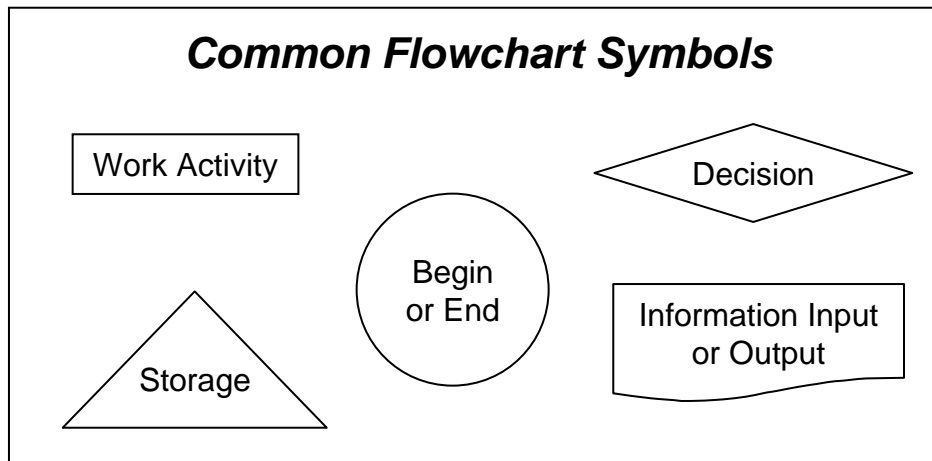 Common Flowchart Symbols
Work Activity
Decision
Begin
or End
Storage
Information Input
or Output